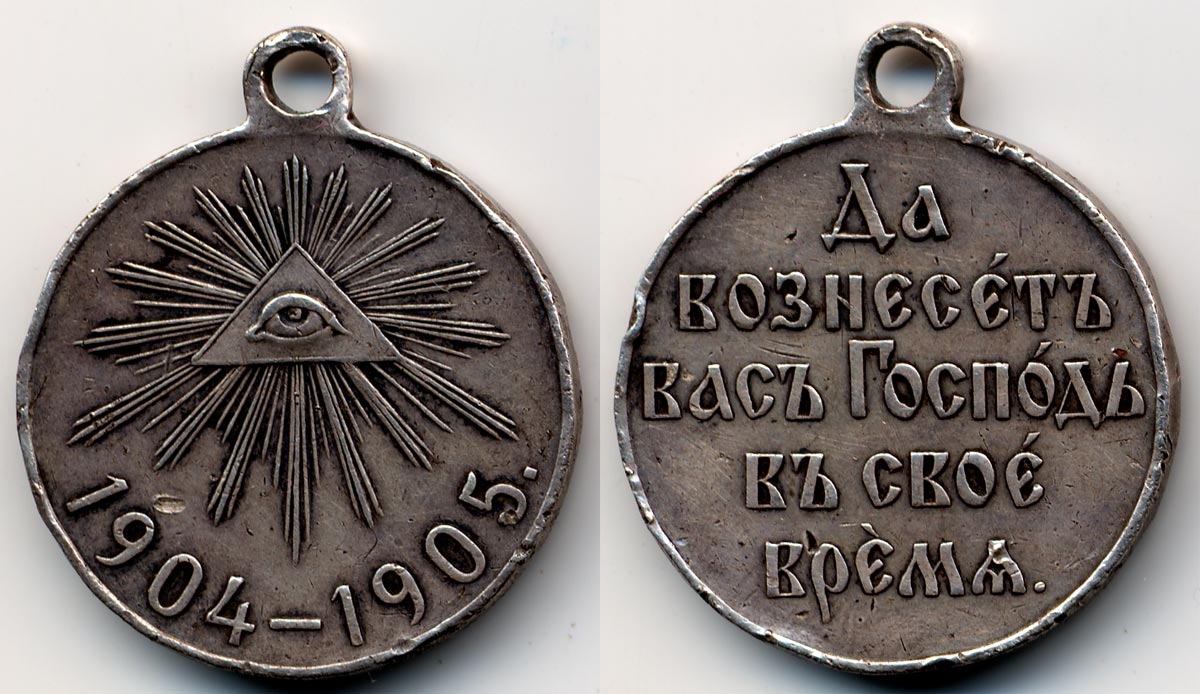 1904–1905.
Да
вознесе́тъ
васъ Госпо́дь
въ свое́
врѐмѧ.